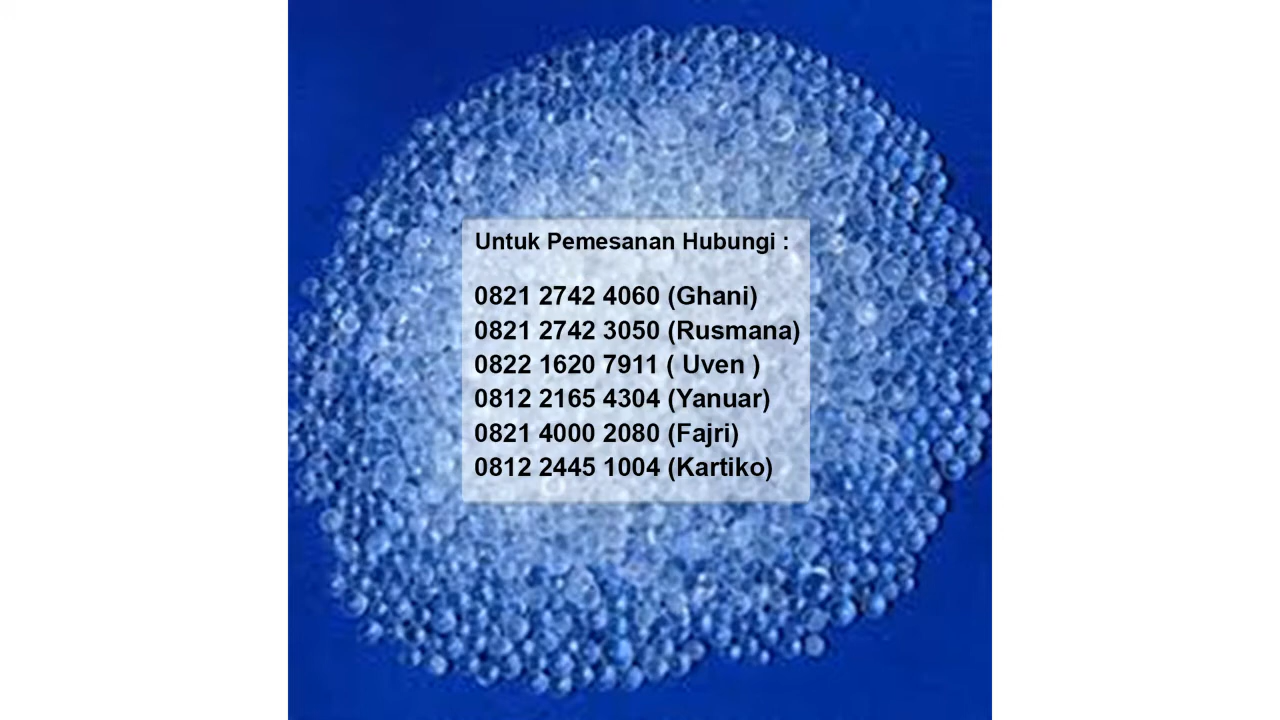 Untuk Pemesanan Hubungi :
0821 2742 4060 (Ghani)
0821 2742 3050 (Rusmana)
0822 1620 7911 ( Uven )
0812 2165 4304 (Yanuar)
0821 4000 2080 (Fajri)
0812 2445 1004 (Kartiko)